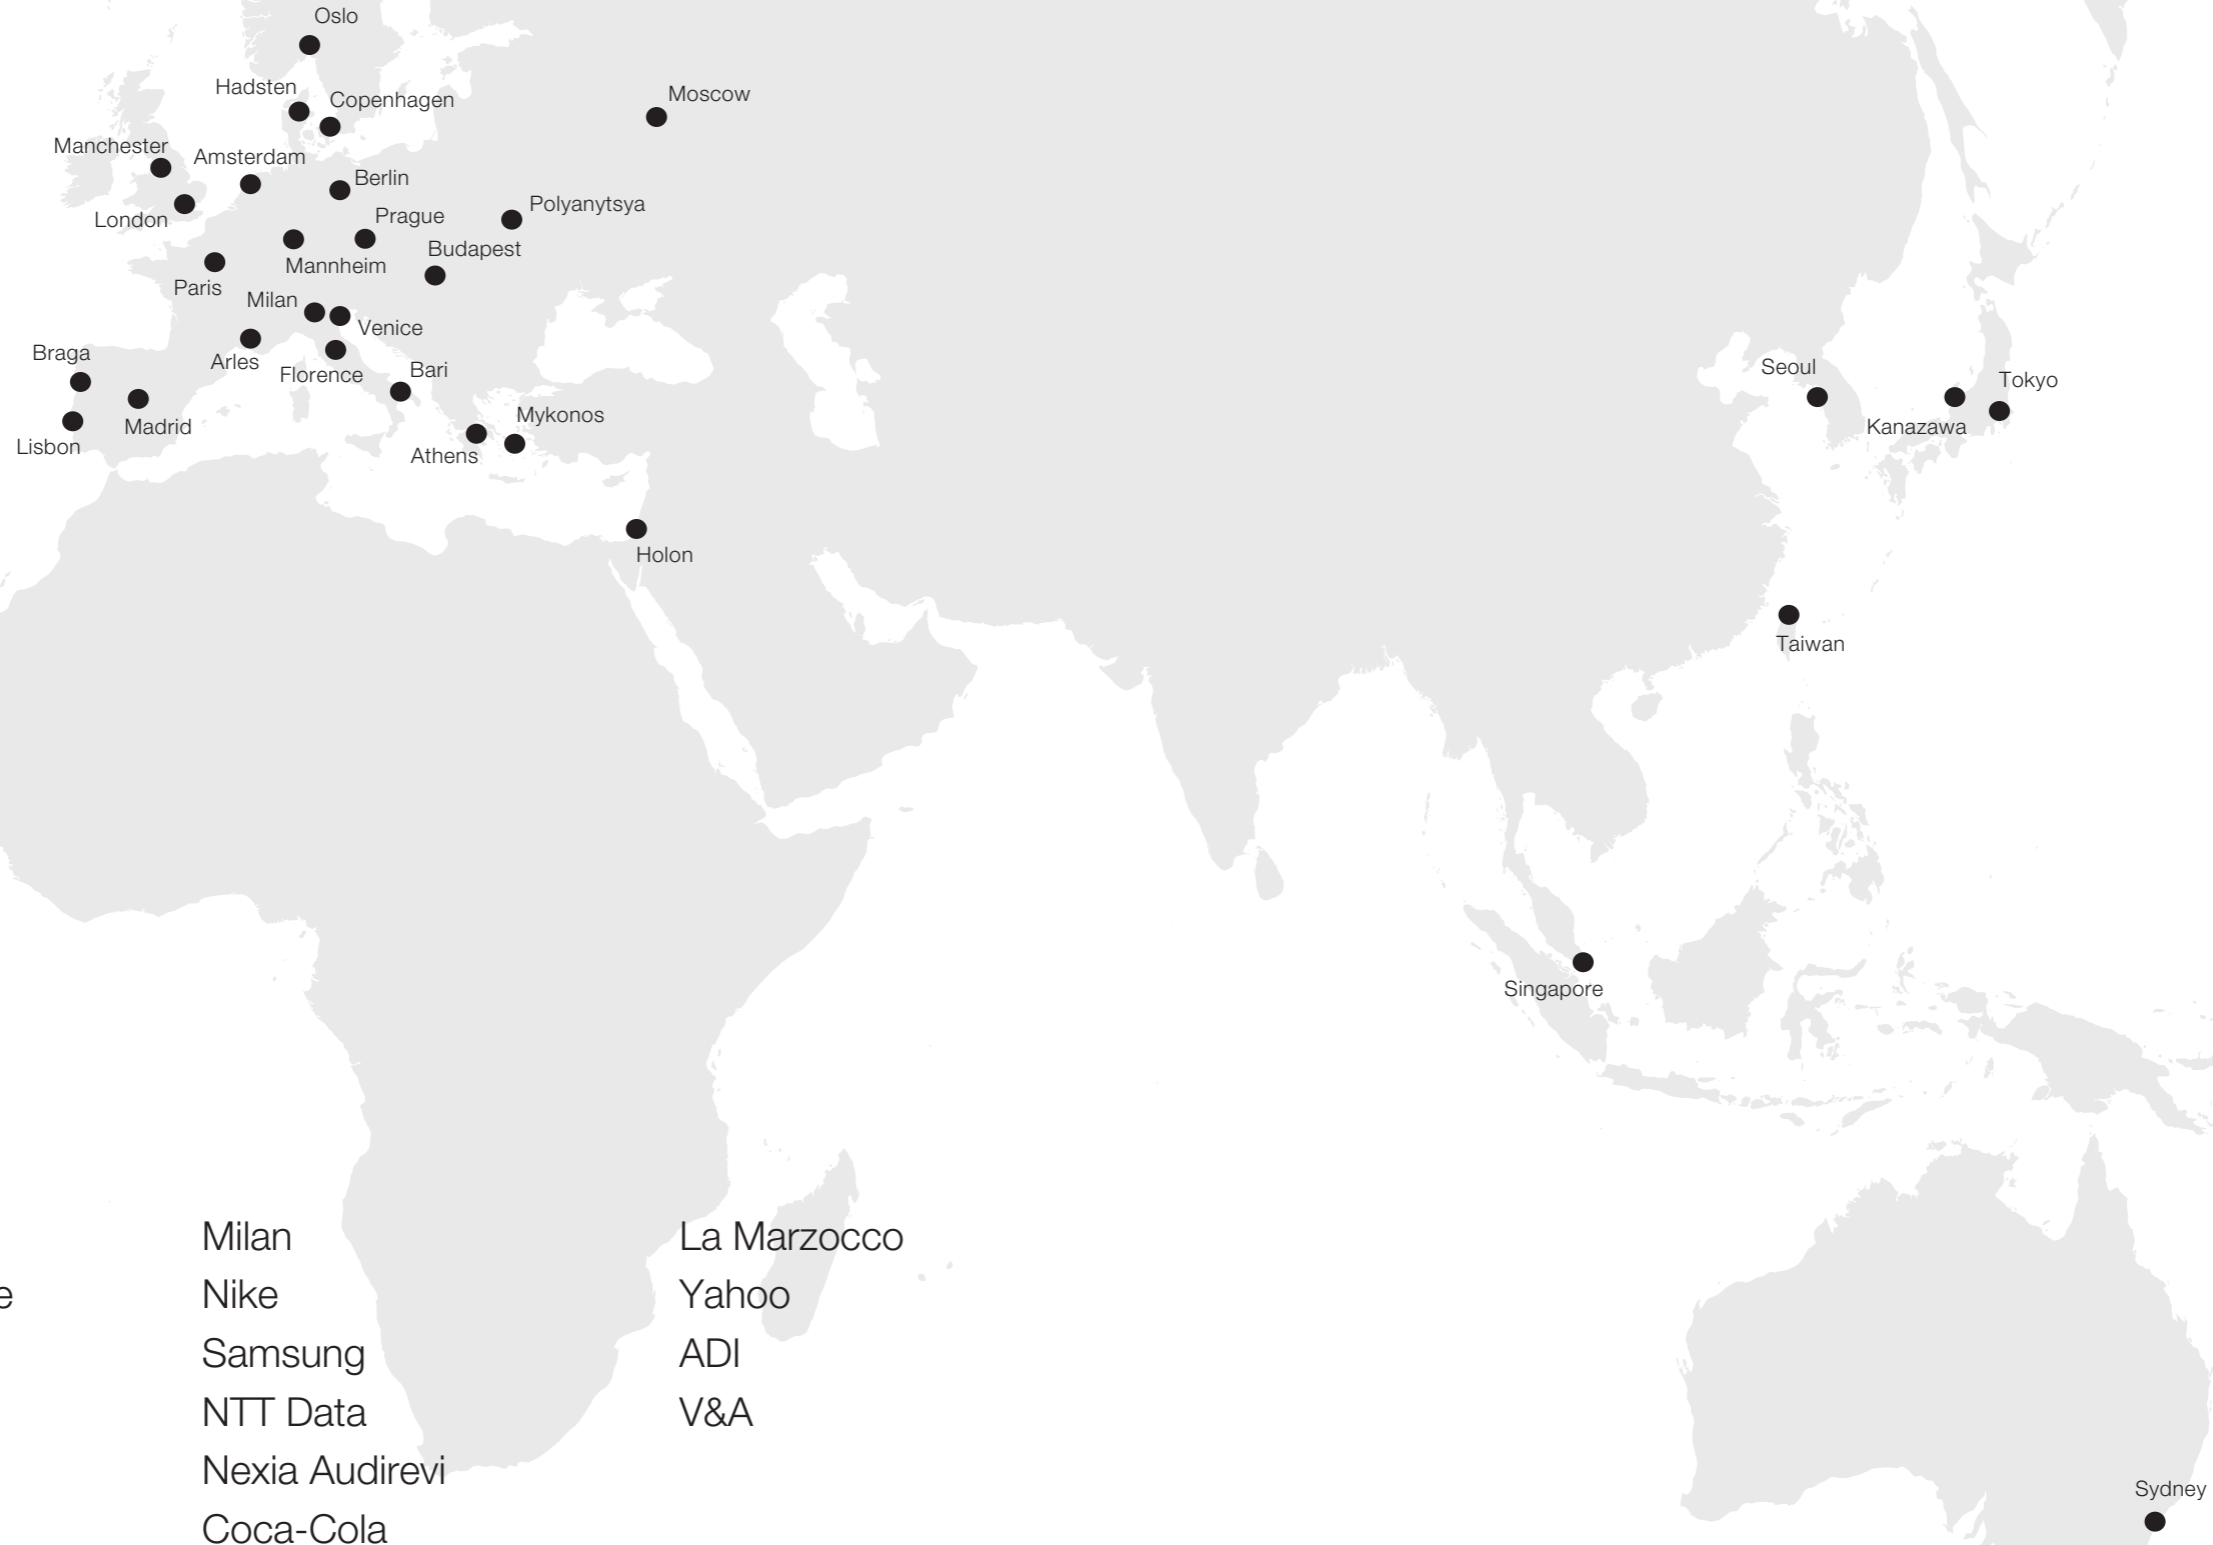 Oslo
Hadsten
Copenhagen
Moscow
Manchester
Amsterdam
Berlin
London
Prague
Polyanytsya
Budapest
Mannheim
Paris
Milan
Venice
Braga
Arles
Florence
Bari
Seoul
Tokyo
Madrid
Mykonos
Kanazawa
Lisbon
Athens
Holon
Taiwan
Singapore
Milan
Nike
Samsung
NTT Data
Nexia Audirevi
Coca-Cola
La Marzocco
Yahoo
ADI
V&A
Sydney